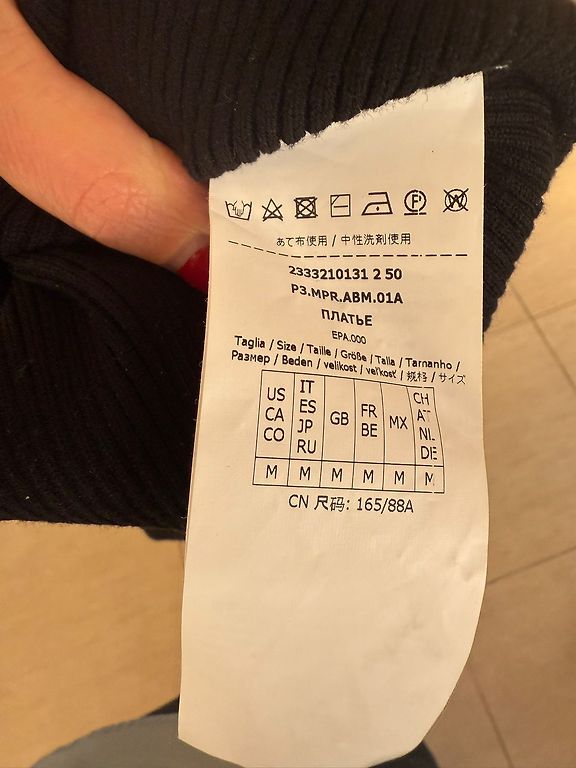 あて布使用 / 中性洗剤使用
2333210131 2 50
P3.MPR.ABM.01A
ПЛАТЬЕ
EPA.000
Taglia / Size / Taille / Größe / Talla / Tamanho /
Размер / Beden / velikost / veľkosť / 规格 / サイズ
US CA CO
IT ES JP RU
GB
FR BE
MX
CH AT NL DE
M M M M M M
CN 尺码: 165/88A